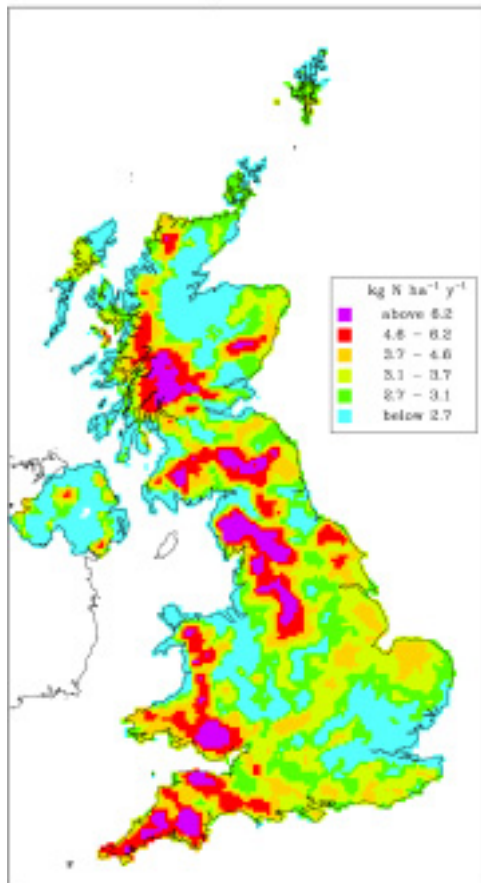 kg N ha⁻¹ y⁻¹
above 6.2
4.6 – 6.2
3.7 – 4.6
3.1 – 3.7
2.7 – 3.1
below 2.7